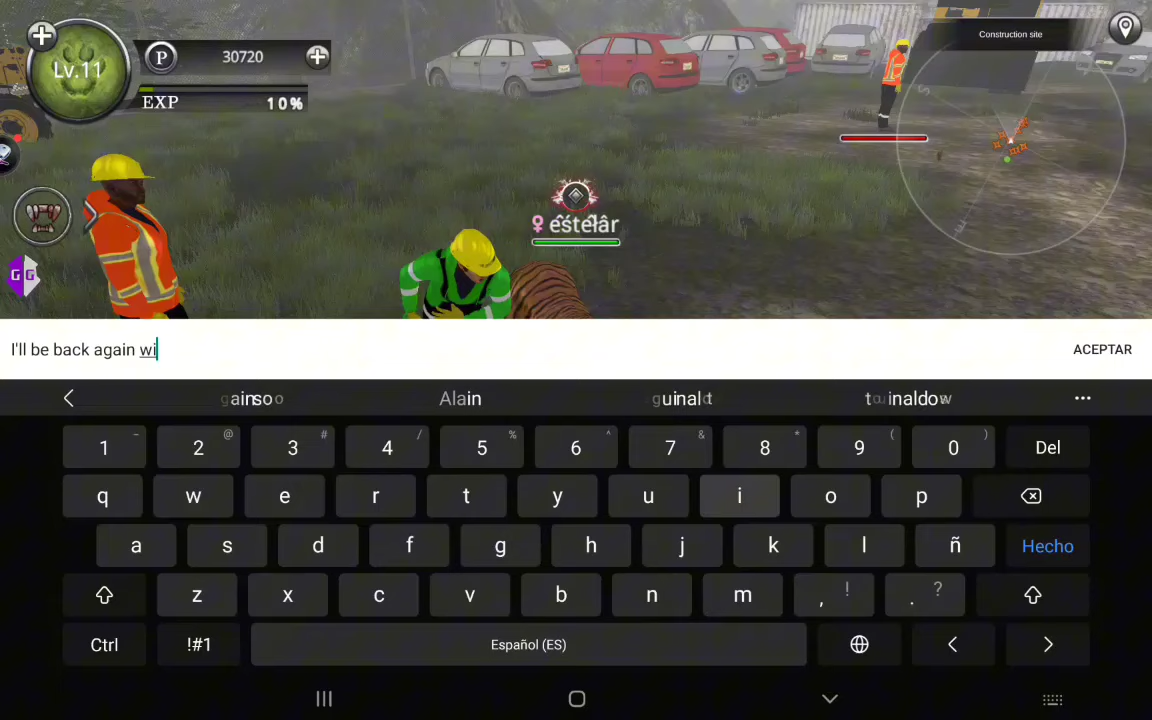 Lv.11
P
30720
EXP
10%
Construction site
S
GG
♀ êśtêłâr
I'll be back again wi
ACEPTAR
Alain
1 2 @ 3 # 4 / 5 % 6 ^ 7 & 8 * 9 ( 0 ) Del
q w e r t y u i o p
a s d f g h j k l ñ Hecho
z x c v b n m , ! . ?
Ctrl !#1 Español (ES) < >